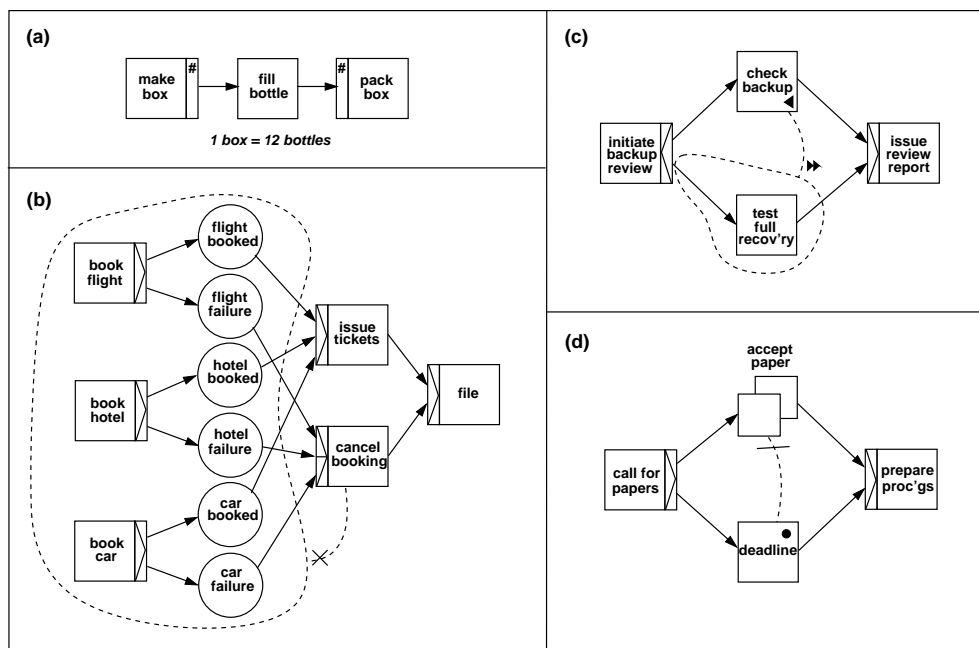 (a)
make
box
#
fill
bottle
#
pack
box
1 box = 12 bottles
(b)
book
flight
flight
booked
flight
failure
book
hotel
hotel
booked
hotel
failure
book
car
car
booked
car
failure
issue
tickets
cancel
booking
file
(c)
initiate
backup
review
check
backup
test
full
recov'ry
issue
review
report
(d)
call for
papers
accept
paper
deadline
prepare
proc'gs